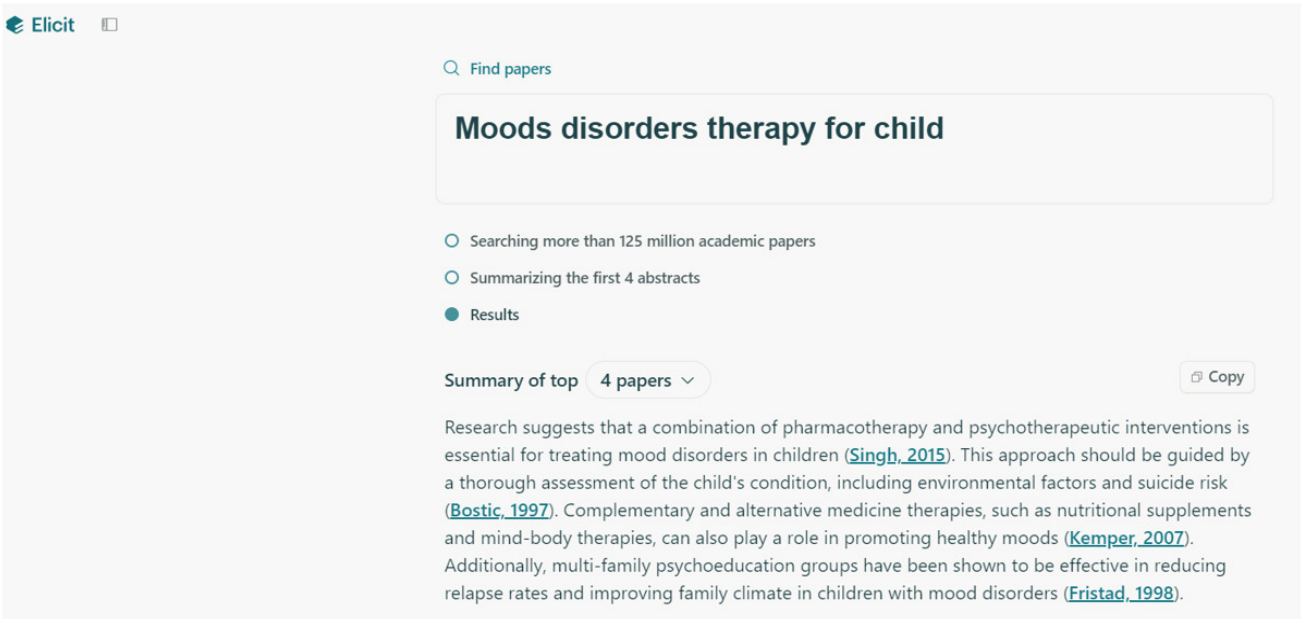 Elicit
Find papers
Moods disorders therapy for child
Searching more than 125 million academic papers
Summarizing the first 4 abstracts
Results
Summary of top 4 papers
Copy
Research suggests that a combination of pharmacotherapy and psychotherapeutic interventions is
essential for treating mood disorders in children (Singh, 2015). This approach should be guided by
a thorough assessment of the child's condition, including environmental factors and suicide risk
(Bostic, 1997). Complementary and alternative medicine therapies, such as nutritional supplements
and mind-body therapies, can also play a role in promoting healthy moods (Kemper, 2007).
Additionally, multi-family psychoeducation groups have been shown to be effective in reducing
relapse rates and improving family climate in children with mood disorders (Fristad, 1998).